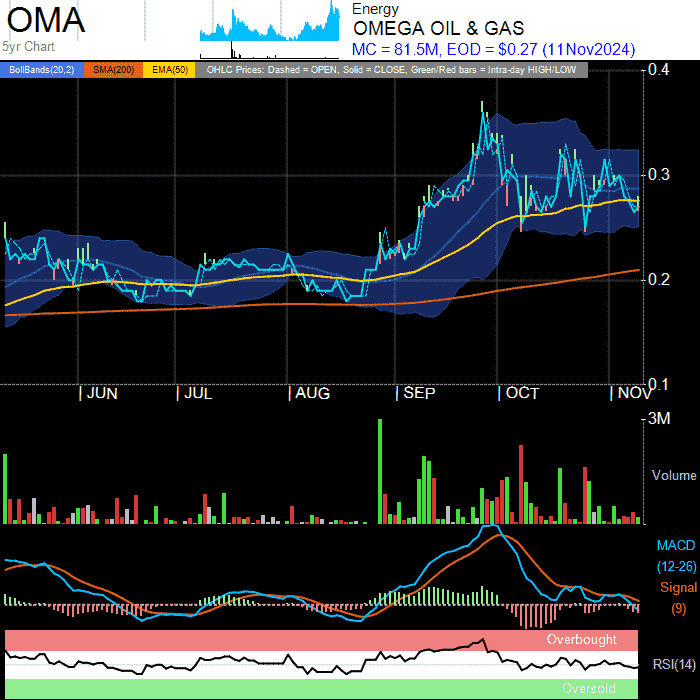 OMA
5yr Chart
Energy
OMEGA OIL & GAS
MC = 81.5M, EOD = $0.27 (11Nov2024)
BollBands(20,2) SMA(200) EMA(50) OHLC Prices: Dashed = OPEN, Solid = CLOSE, Green/Red bars = Intra-day HIGH/LOW
0.4
0.3
0.2
0.1
| JUN | JUL | AUG | SEP | OCT | NOV
3M
Volume
MACD
(12-26)
Signal
(9)
Overbought
RSI(14)
Oversold